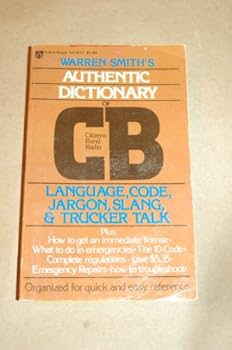 WARREN SMITH'S
AUTHENTIC
DICTIONARY
OF
CB
Citizens
Band
Radio
LANGUAGE, CODE,
JARGON, SLANG,
& TRUCKER TALK
Plus
How to get an immediate license •
What to do in emergencies • The 10-Code •
Complete regulations - save $5.35 •
Emergency Repairs - how to troubleshoot •
Organized for quick and easy reference